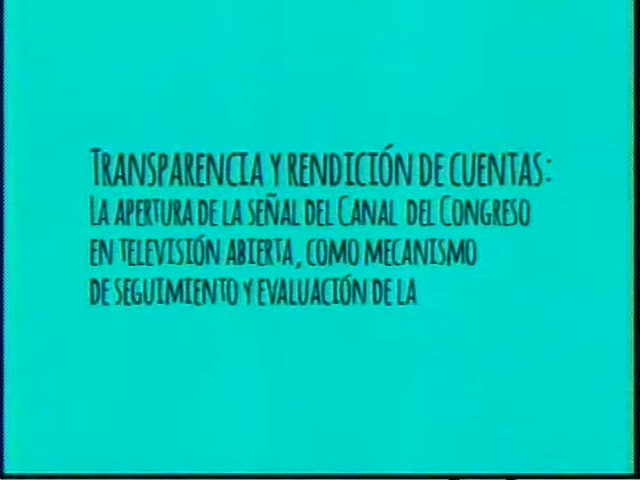 TRANSPARENCIA Y RENDICIÓN DE CUENTAS:
LA APERTURA DE LA SEÑAL DEL CANAL DEL CONGRESO
EN TELEVISIÓN ABIERTA, COMO MECANISMO
DE SEGUIMIENTO Y EVALUACIÓN DE LA